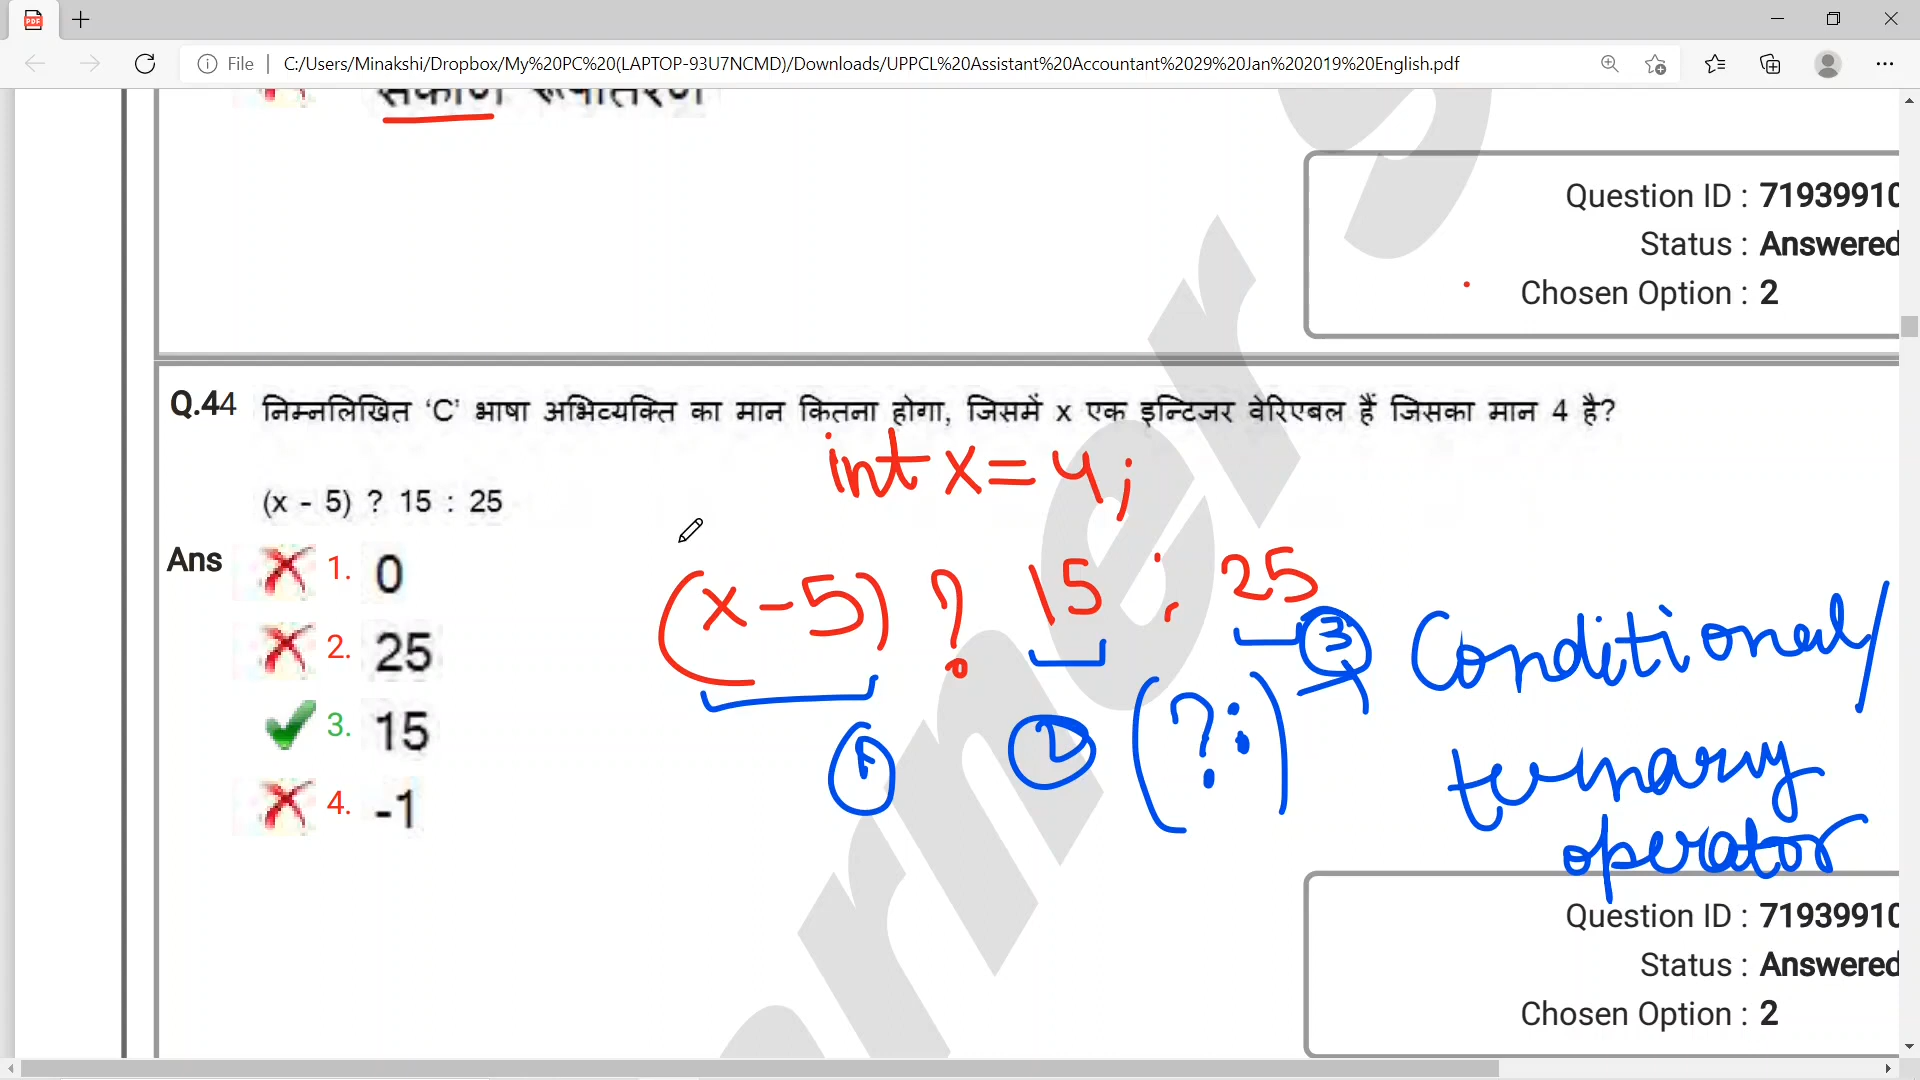 PDF
File C:/Users/Minakshi/Dropbox/My%20PC%20(LAPTOP-93U7NCMD)/Downloads/UPPCL%20Assistant%20Accountant%2029%20Jan%202019%20English.pdf
Question ID : 71939910
Status : Answered
Chosen Option : 2
Q.44 निम्नलिखित ‘C’ भाषा अभिव्यक्ति का मान कितना होगा, जिसमें x एक इन्टिजर वेरिएबल हैं जिसका मान 4 है?
int x = 4;
(x - 5) ? 15 : 25
Ans 1. 0
(x-5) ? 15 : 25
2. 25
3 Conditional/
3. 15
1 2 (?:) ternary
4. -1
operator
Question ID : 71939910
Status : Answered
Chosen Option : 2